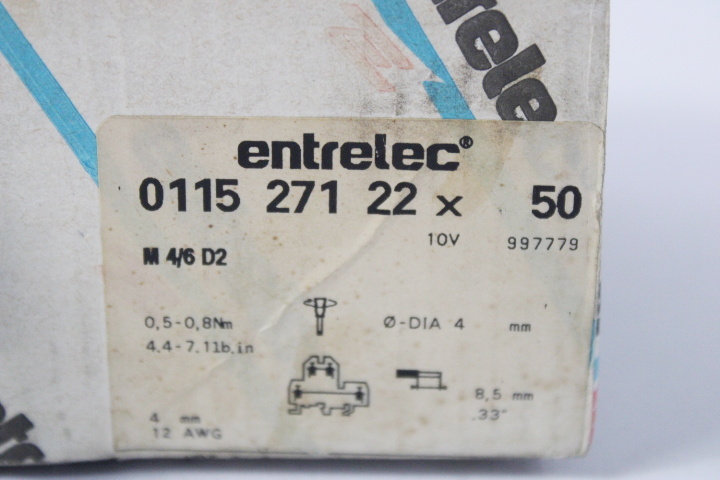 entrelec®
0115 271 22 x 50
10V 997779
M 4/6 D2
0,5-0,8Nm
Ø-DIA 4 mm
4,4-7,1lb,in
8,5 mm
.33"
4 mm
12 AWG